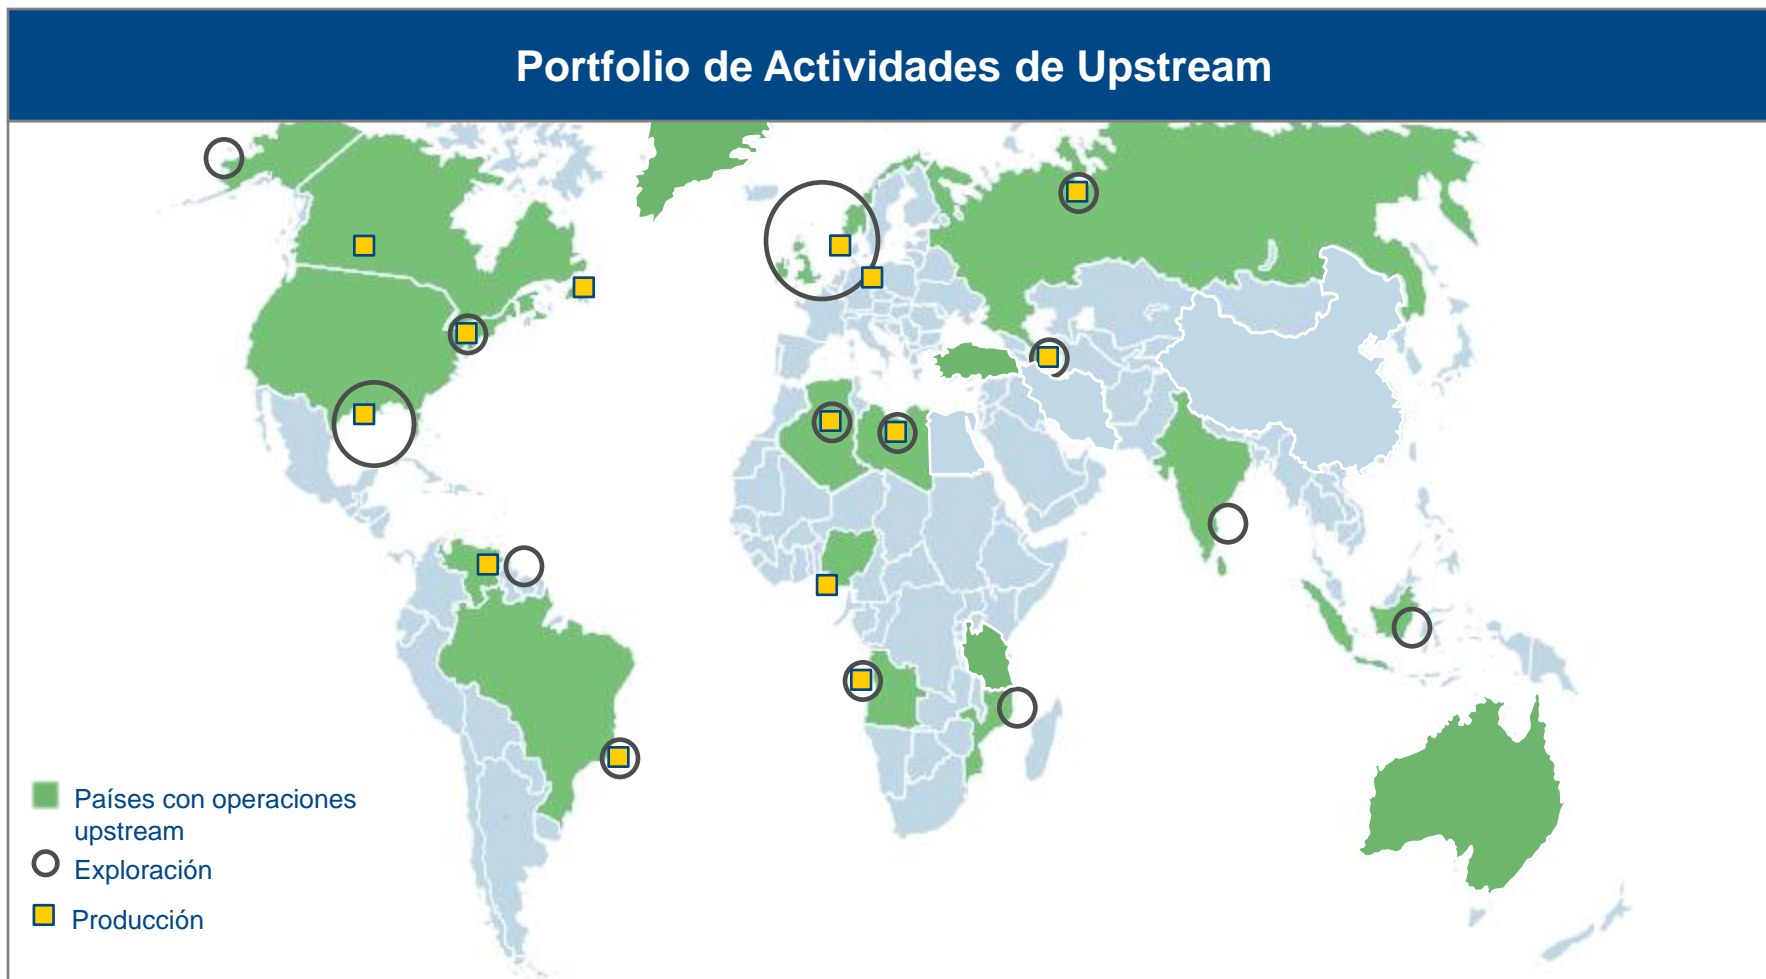 Portfolio de Actividades de Upstream
Países con operaciones
upstream
Exploración
Producción